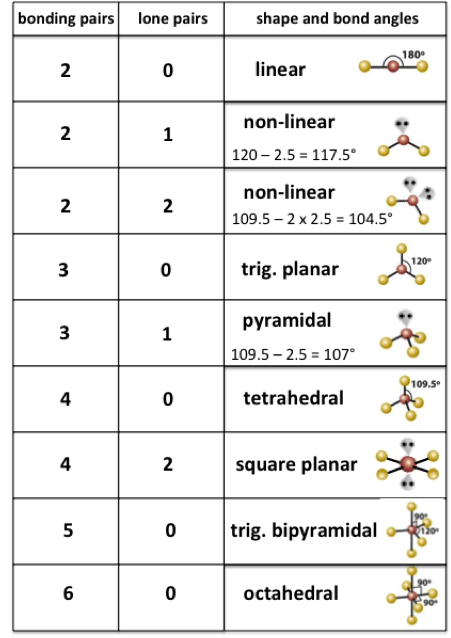 bonding pairs lone pairs shape and bond angles
2 0 linear 180°
2 1 non-linear
120 – 2.5 = 117.5°
2 2 non-linear
109.5 – 2 x 2.5 = 104.5°
3 0 trig. planar 120°
3 1 pyramidal
109.5 – 2.5 = 107°
4 0 tetrahedral 109.5°
4 2 square planar
5 0 trig. bipyramidal 90° 120°
6 0 octahedral 90° 90°